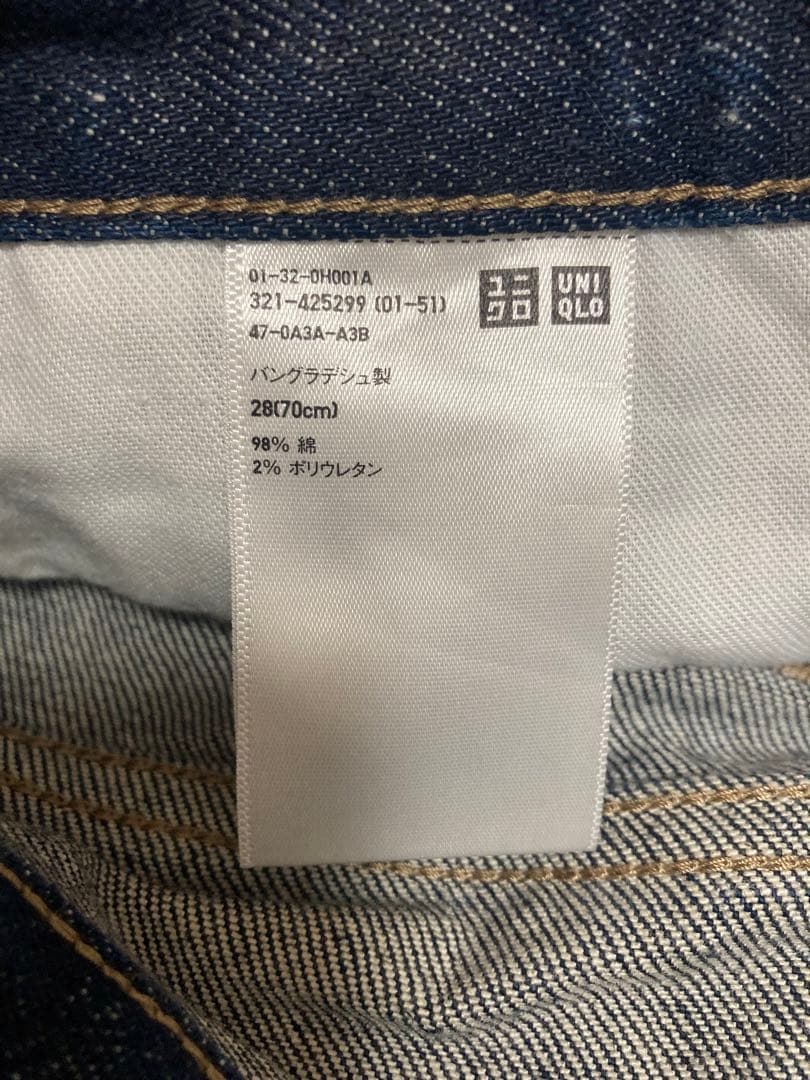 01-32-0H001A
321-425299 (01-51)
47-0A3A-A3B
ユニ
クロ
UNI
QLO
バングラデシュ製
28(70cm)
98% 綿
2% ポリウレタン